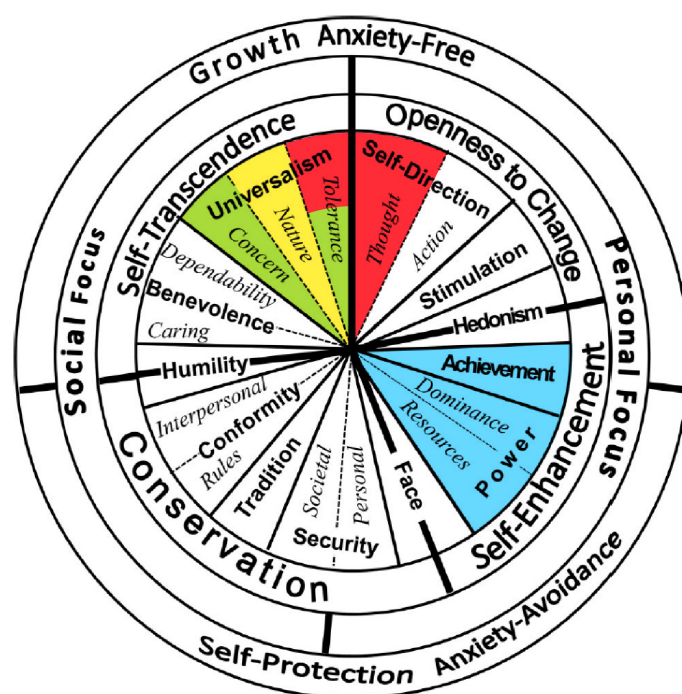 Growth Anxiety-Free
Self-Transcendence
Openness to Change
Social Focus
Personal Focus
Universalism
Concern
Nature
Tolerance
Self-Direction
Thought
Action
Stimulation
Hedonism
Achievement
Dominance
Resources
Power
Self-Enhancement
Face
Personal
Societal
Security
Tradition
Rules
Conformity
Interpersonal
Humility
Caring
Benevolence
Dependability
Conservation
Self-Protection Anxiety-Avoidance